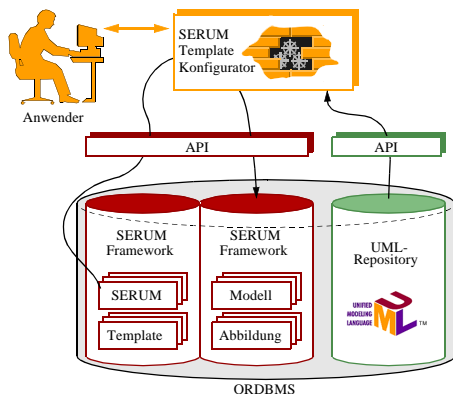 SERUM
Template
Konfigurator
Anwender
API
API
SERUM
Framework
SERUM
Framework
UML-
Repository
SERUM
Modell
Template
Abbildung
UNIFIED
MODELING
LANGUAGE
UML
TM
ORDBMS